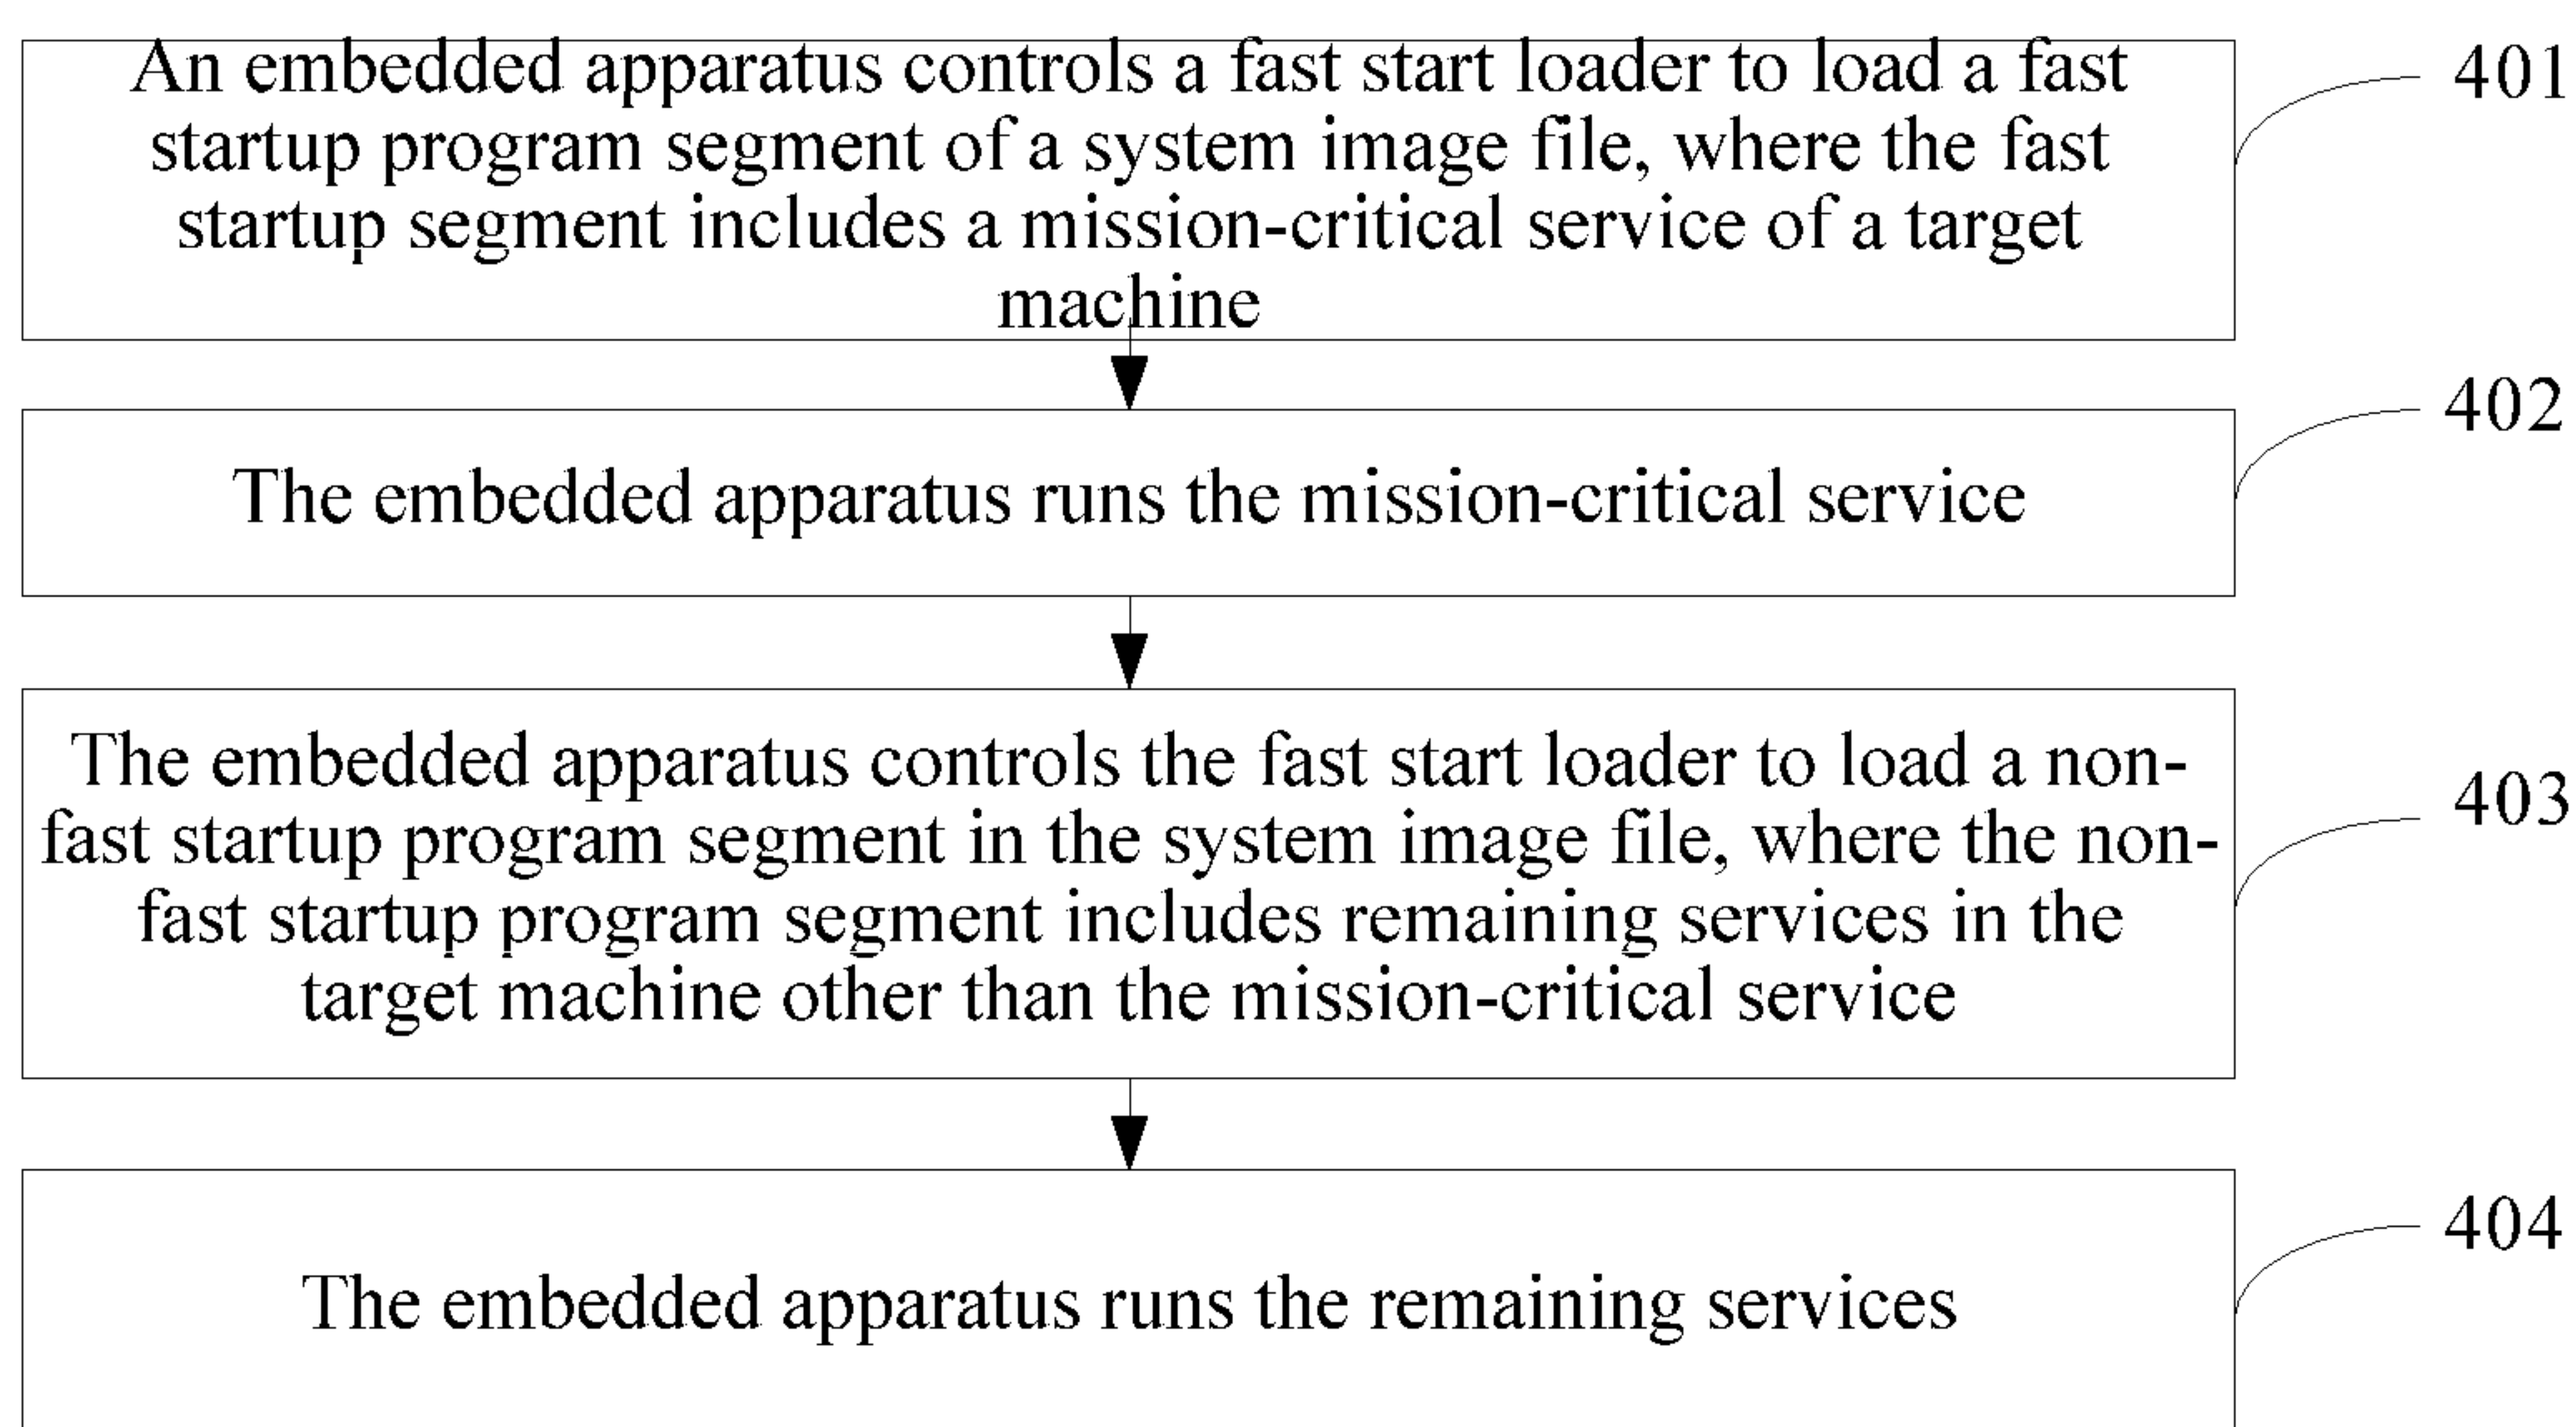 An embedded apparatus controls a fast start loader to load a fast
startup program segment of a system image file, where the fast
startup segment includes a mission-critical service of a target
machine
401
The embedded apparatus runs the mission-critical service
402
The embedded apparatus controls the fast start loader to load a non-
fast startup program segment in the system image file, where the non-
fast startup program segment includes remaining services in the
target machine other than the mission-critical service
403
The embedded apparatus runs the remaining services
404